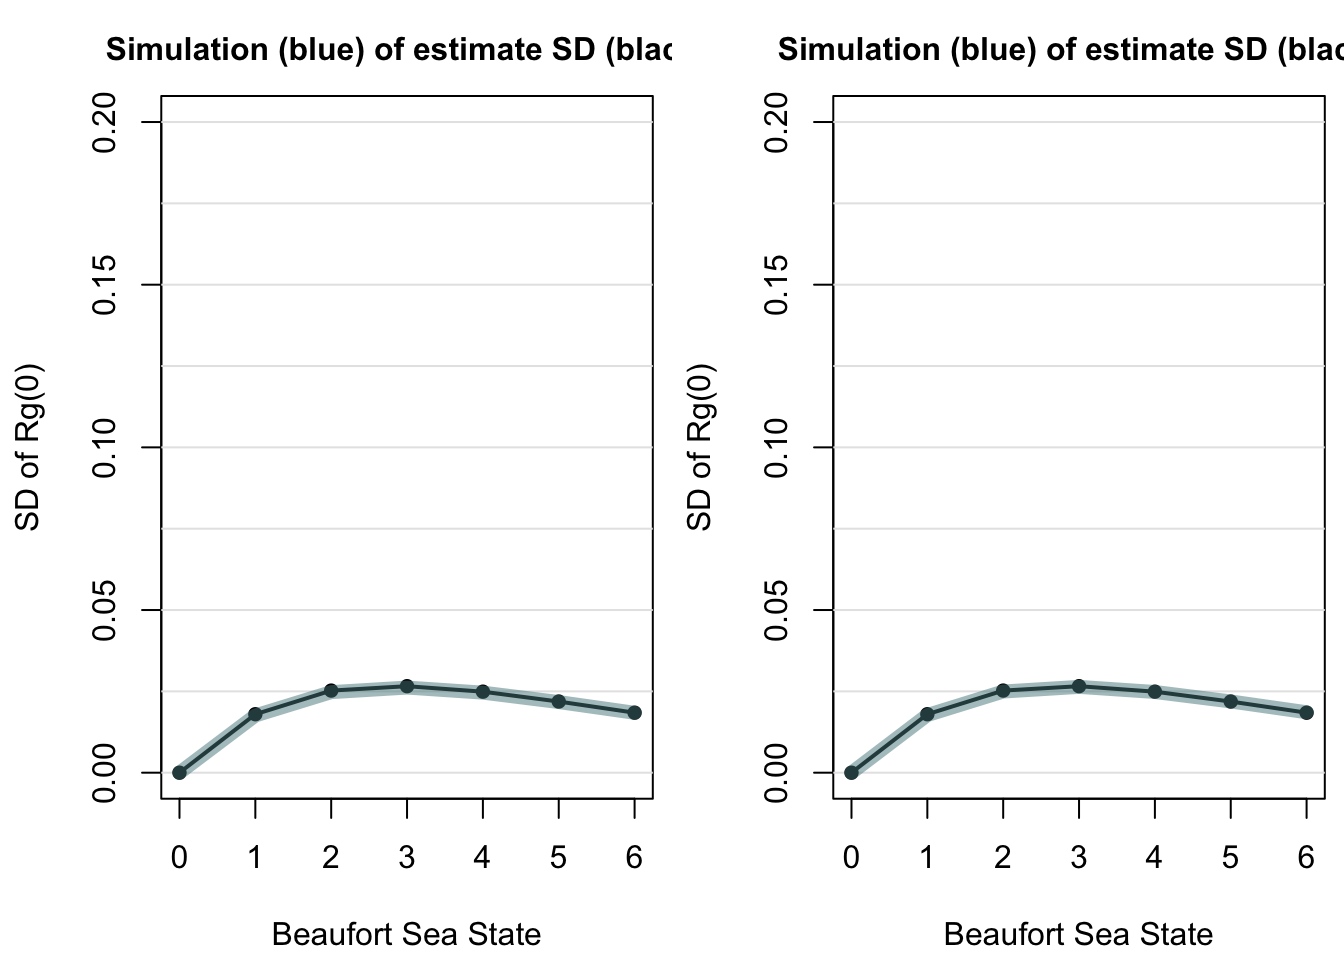 Simulation (blue) of estimate SD (blac
0.20
0.15
0.10
0.05
0.00
SD of Rg(0)
0 1 2 3 4 5 6
Beaufort Sea State
Simulation (blue) of estimate SD (blac
0.20
0.15
0.10
0.05
0.00
SD of Rg(0)
0 1 2 3 4 5 6
Beaufort Sea State